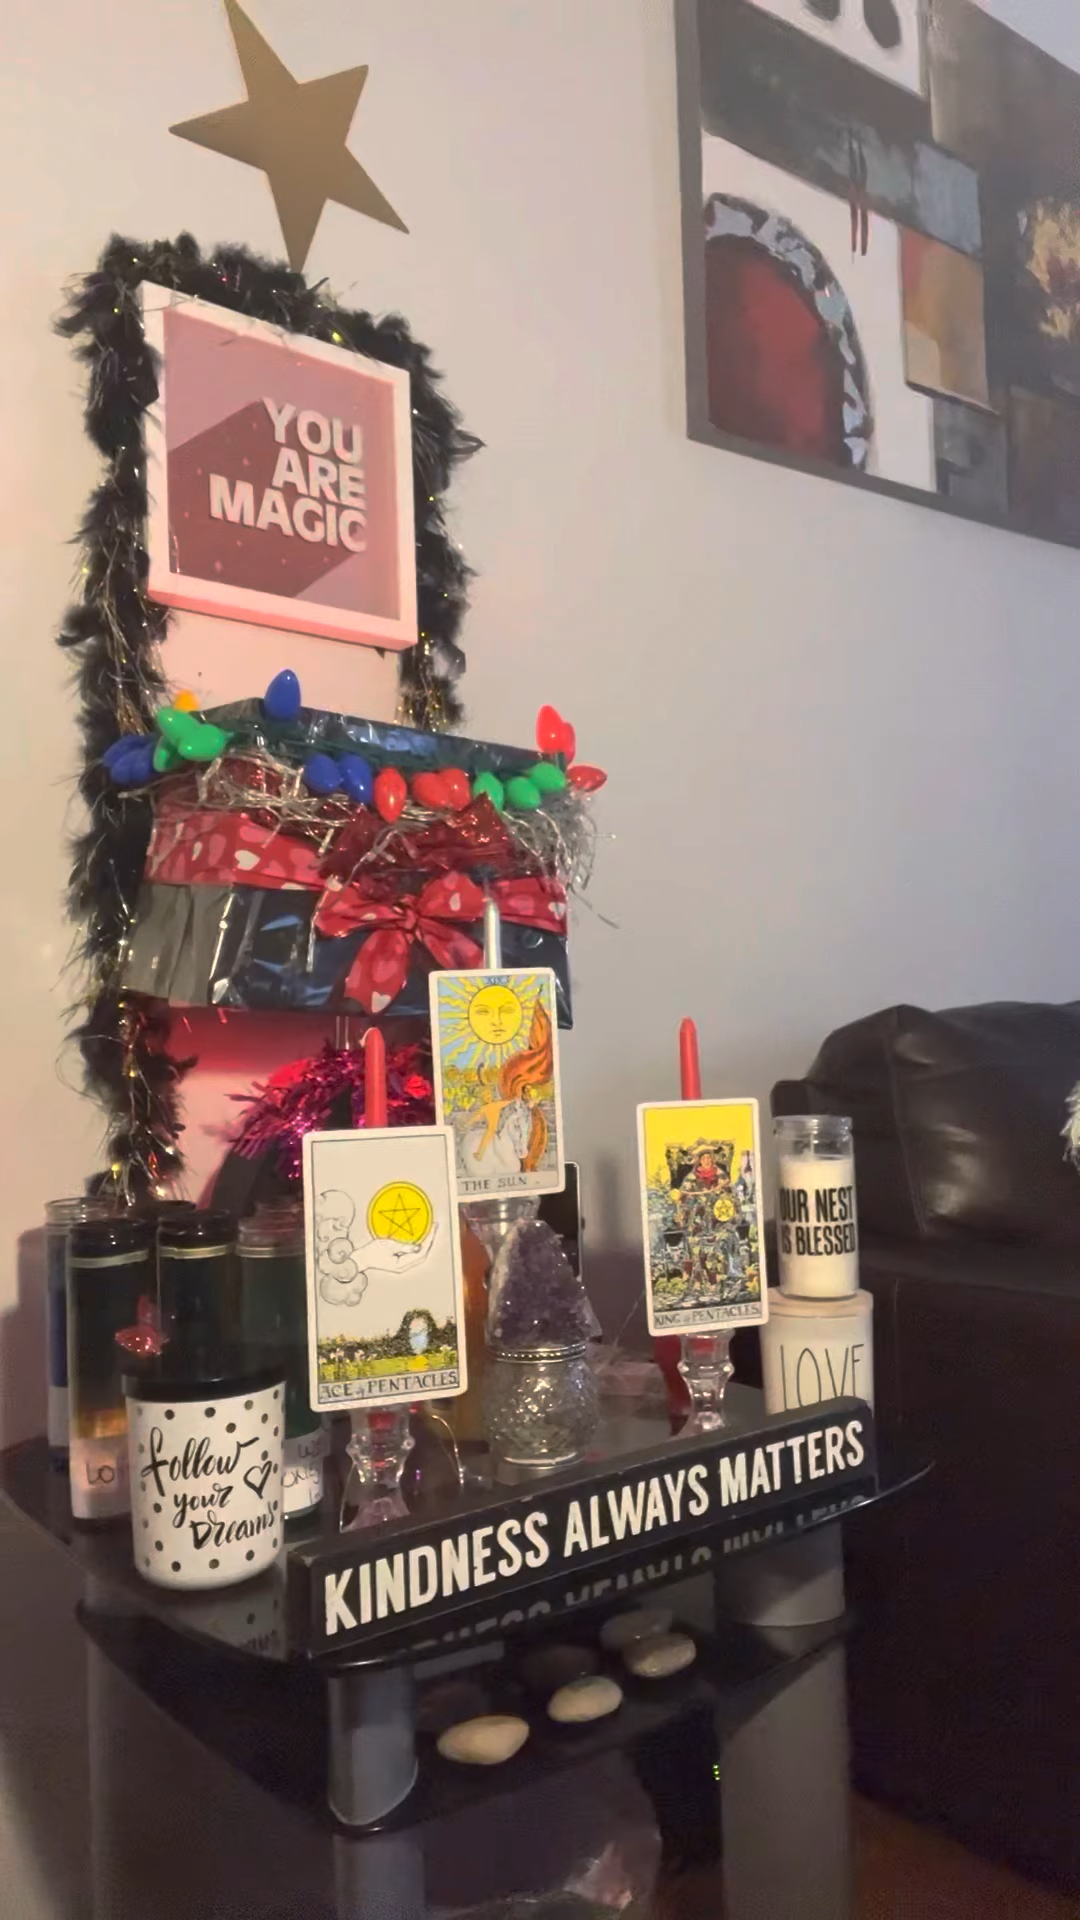 YOU
ARE
MAGIC
THE SUN
ACE of PENTACLES
KING of PENTACLES
OUR NEST
IS BLESSED
LOVE
follow
your
Dreams
KINDNESS ALWAYS MATTERS